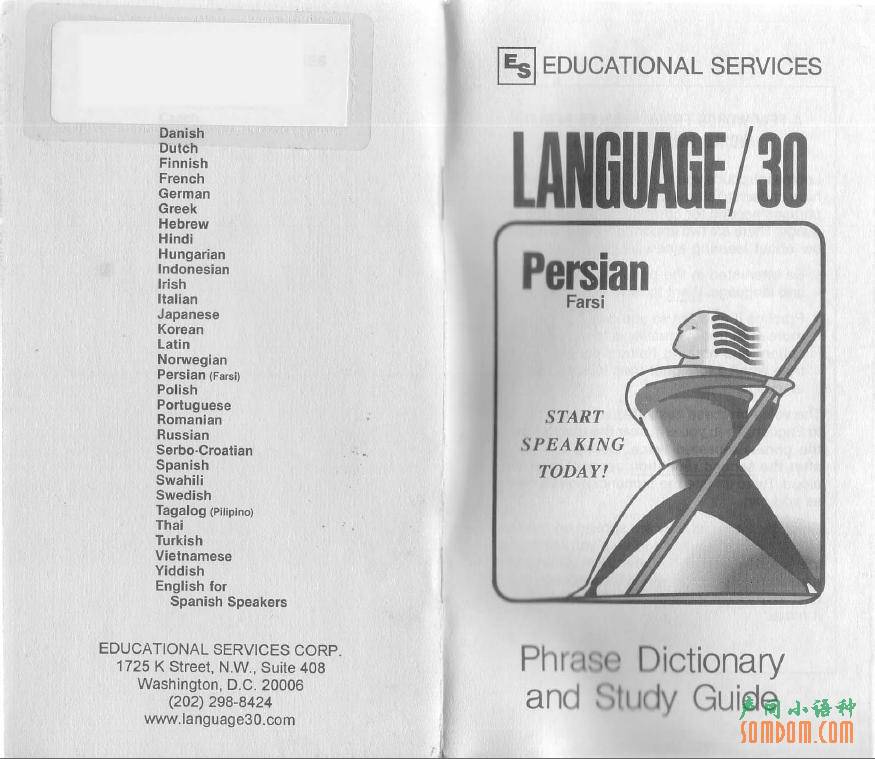 Czech
Danish
Dutch
Finnish
French
German
Greek
Hebrew
Hindi
Hungarian
Indonesian
Irish
Italian
Japanese
Korean
Latin
Norwegian
Persian (Farsi)
Polish
Portuguese
Romanian
Russian
Serbo-Croatian
Spanish
Swahili
Swedish
Tagalog (Pilipino)
Thai
Turkish
Vietnamese
Yiddish
English for
Spanish Speakers
EDUCATIONAL SERVICES CORP.
1725 K Street, N.W., Suite 408
Washington, D.C. 20006
(202) 298-8424
www.language30.com
ES EDUCATIONAL SERVICES
LANGUAGE/30
Persian
Farsi
START
SPEAKING
TODAY!
Phrase Dictionary
and Study Guide
声同小语种
SOMDOM.COM